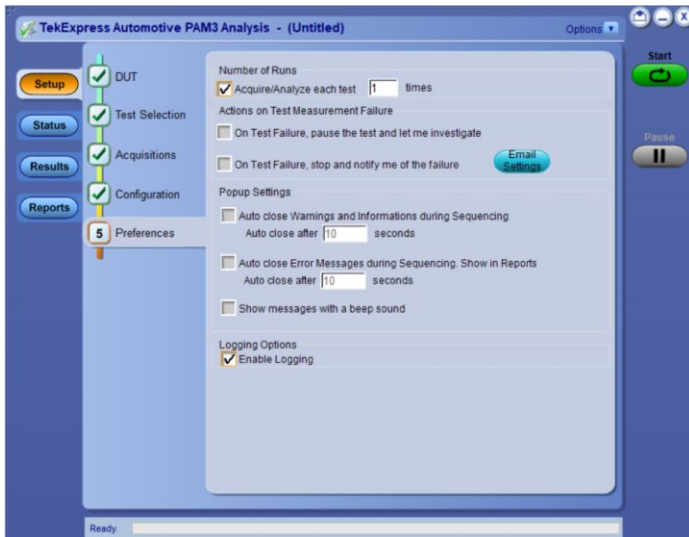 TekExpress Automotive PAM3 Analysis - (Untitled)
Options
Start
Pause
Setup
Status
Results
Reports
DUT
Test Selection
Acquisitions
Configuration
5 Preferences
Number of Runs
Acquire/Analyze each test 1 times
Actions on Test Measurement Failure
On Test Failure, pause the test and let me investigate
On Test Failure, stop and notify me of the failure
Email
Settings
Popup Settings
Auto close Warnings and Informations during Sequencing
Auto close after 10 seconds
Auto close Error Messages during Sequencing. Show in Reports
Auto close after 10 seconds
Show messages with a beep sound
Logging Options
Enable Logging
Ready.